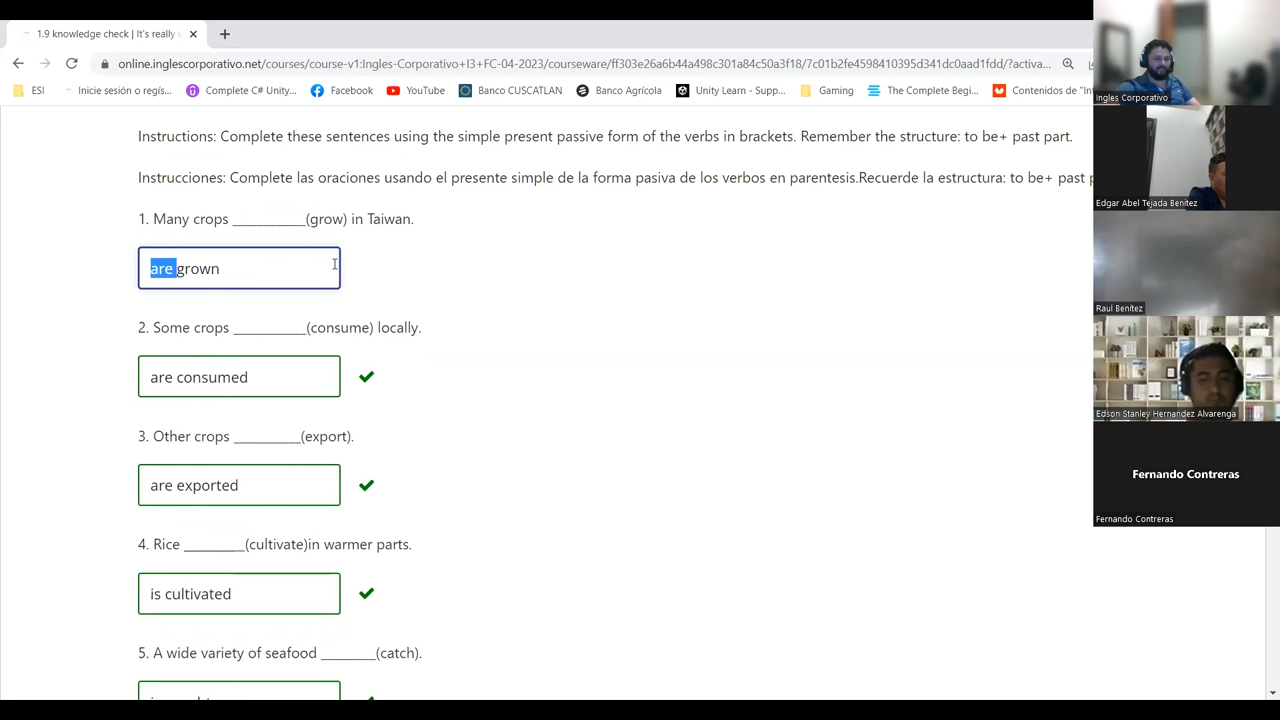 1.9 knowledge check | It's really
online.inglescorporativo.net/courses/course-v1:Ingles-Corporativo+I3+FC-04-2023/courseware/ff303e26a6b44a498c301a84c50a3f18/7c01b2fe4598410395d341dc0aad1fdd/?activa...
ESI
Inicie sesión o regís...
Complete C# Unity...
Facebook
YouTube
Banco CUSCATLAN
Banco Agrícola
Unity Learn - Supp...
Gaming
The Complete Begi...
Contenidos de "Int
Instructions: Complete these sentences using the simple present passive form of the verbs in brackets. Remember the structure: to be+ past part.
Instrucciones: Complete las oraciones usando el presente simple de la forma pasiva de los verbos en parentesis.Recuerde la estructura: to be+ past p
1. Many crops ___________(grow) in Taiwan.
are grown
2. Some crops ___________(consume) locally.
are consumed
3. Other crops __________(export).
are exported
4. Rice _________(cultivate)in warmer parts.
is cultivated
5. A wide variety of seafood ________(catch).
Ingles Corporativo
Edgar Abel Tejada Benitez
Raul Benítez
Edson Stanley Hernandez Alvarenga
Fernando Contreras
Fernando Contreras